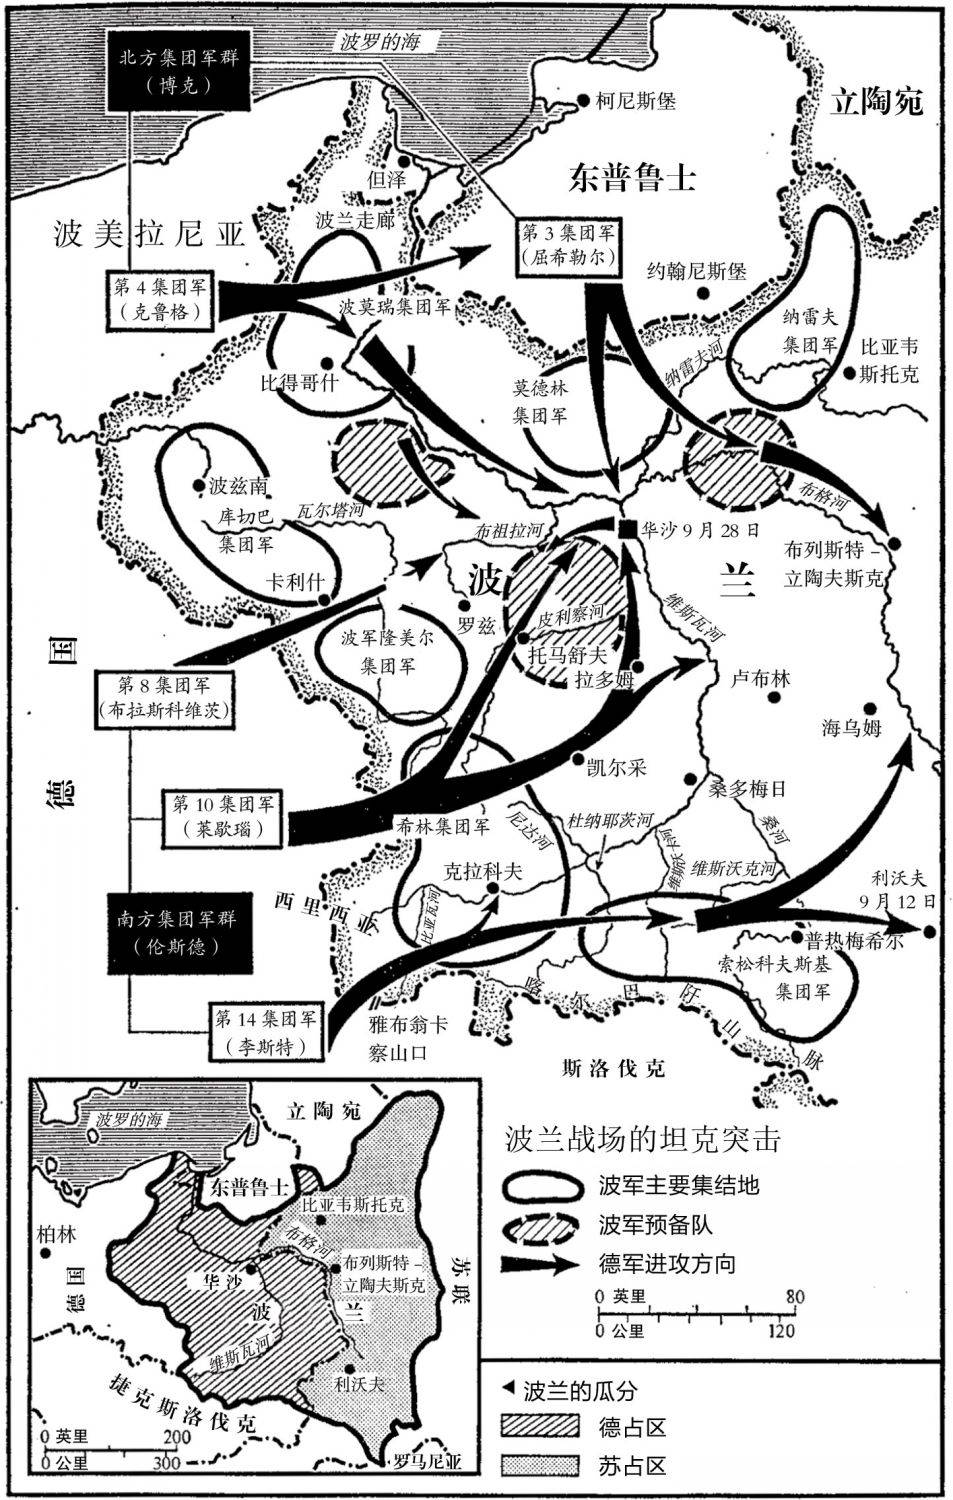 北方集团军群
（博克）
波罗的海
柯尼斯堡
立陶宛
但泽
东普鲁士
波兰走廊
波美拉尼亚
第3集团军
（屈希勒尔）
约翰尼斯堡
第4集团军
（克鲁格）
波莫瑞集团军
纳雷夫
集团军
比亚韦
斯托克
纳雷夫河
比得哥什
莫德林
集团军
波兹南
库切巴
集团军
瓦尔塔河
布祖拉河
华沙9月28日
布格河
布列斯特－
立陶夫斯克
卡利什
波
兰
罗兹
皮利察河
维斯瓦河
波军隆美尔
集团军
托马舒夫
拉多姆
德国
第8集团军
（布拉斯科维茨）
卢布林
海乌姆
凯尔采
桑多梅日
第10集团军
（莱歇瑙）
希林集团军
尼达河
杜纳耶茨河
桑河
维斯沃克河
克拉科夫
利沃夫
9月12日
西里西亚
比亚瓦河
南方集团军群
（伦斯德）
普热梅希尔
索松科夫斯基
集团军
喀尔巴阡山脉
第14集团军
（李斯特）
雅布翁卡
察山口
斯洛伐克
波兰战场的坦克突击
波军主要集结地
波军预备队
德军进攻方向
0 英里 80
0 公里 120
波罗的海
立陶宛
东普鲁士
比亚韦斯托克
柏林
布格河
布列斯特－
立陶夫斯克
苏联
德国
华沙
波
兰
维斯瓦河
利沃夫
捷克斯洛伐克
罗马尼亚
0 英里 200
0 公里 300
波兰的瓜分
德占区
苏占区